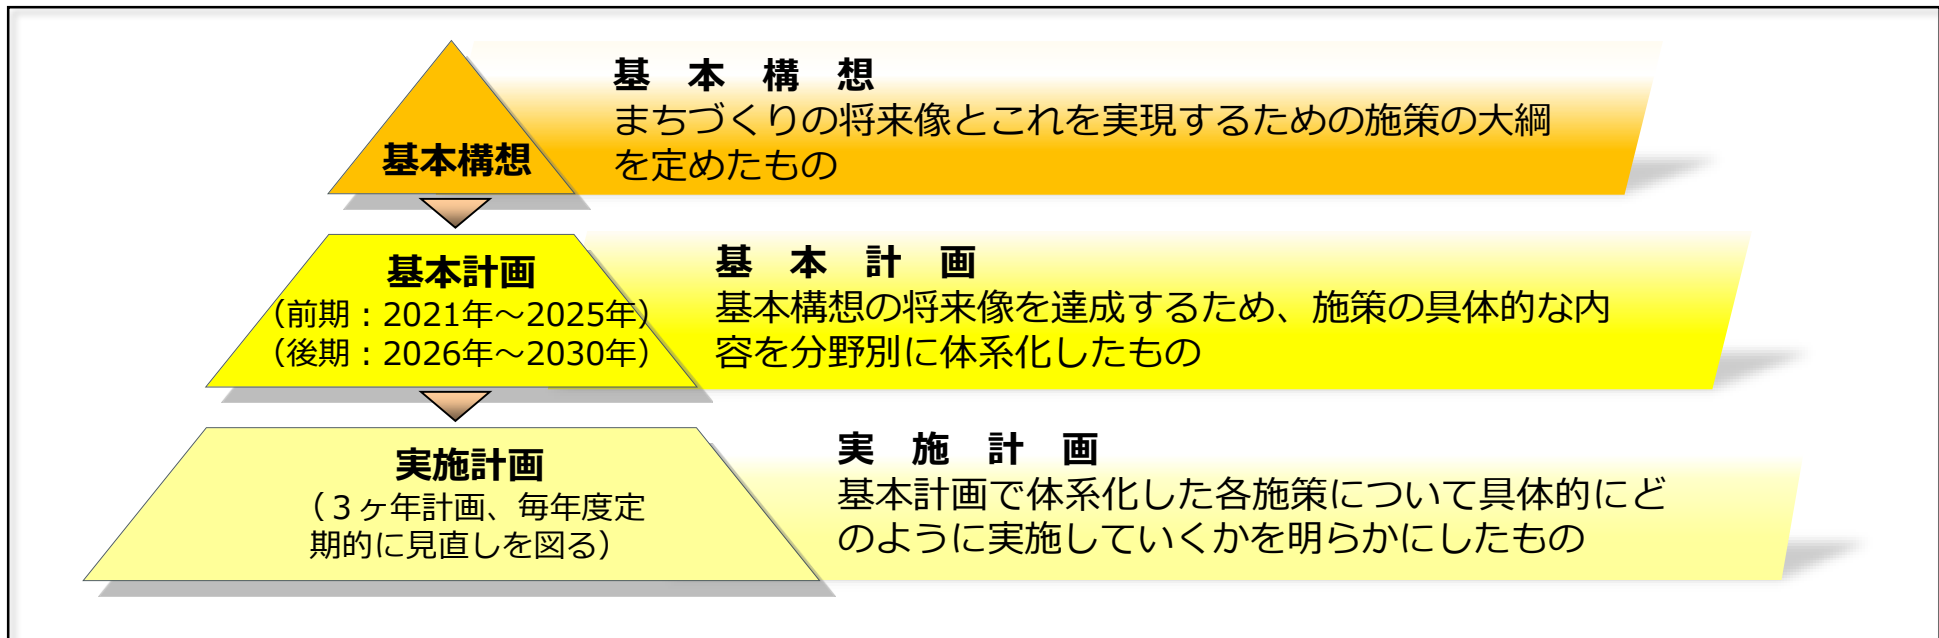 基本構想
基　本　構　想
まちづくりの将来像とこれを実現するための施策の大綱
を定めたもの
基本計画
（前期：2021年～2025年）
（後期：2026年～2030年）
基　本　計　画
基本構想の将来像を達成するため、施策の具体的な内
容を分野別に体系化したもの
実施計画
（３ヶ年計画、毎年度定
期的に見直しを図る）
実　施　計　画
基本計画で体系化した各施策について具体的にど
のように実施していくかを明らかにしたもの